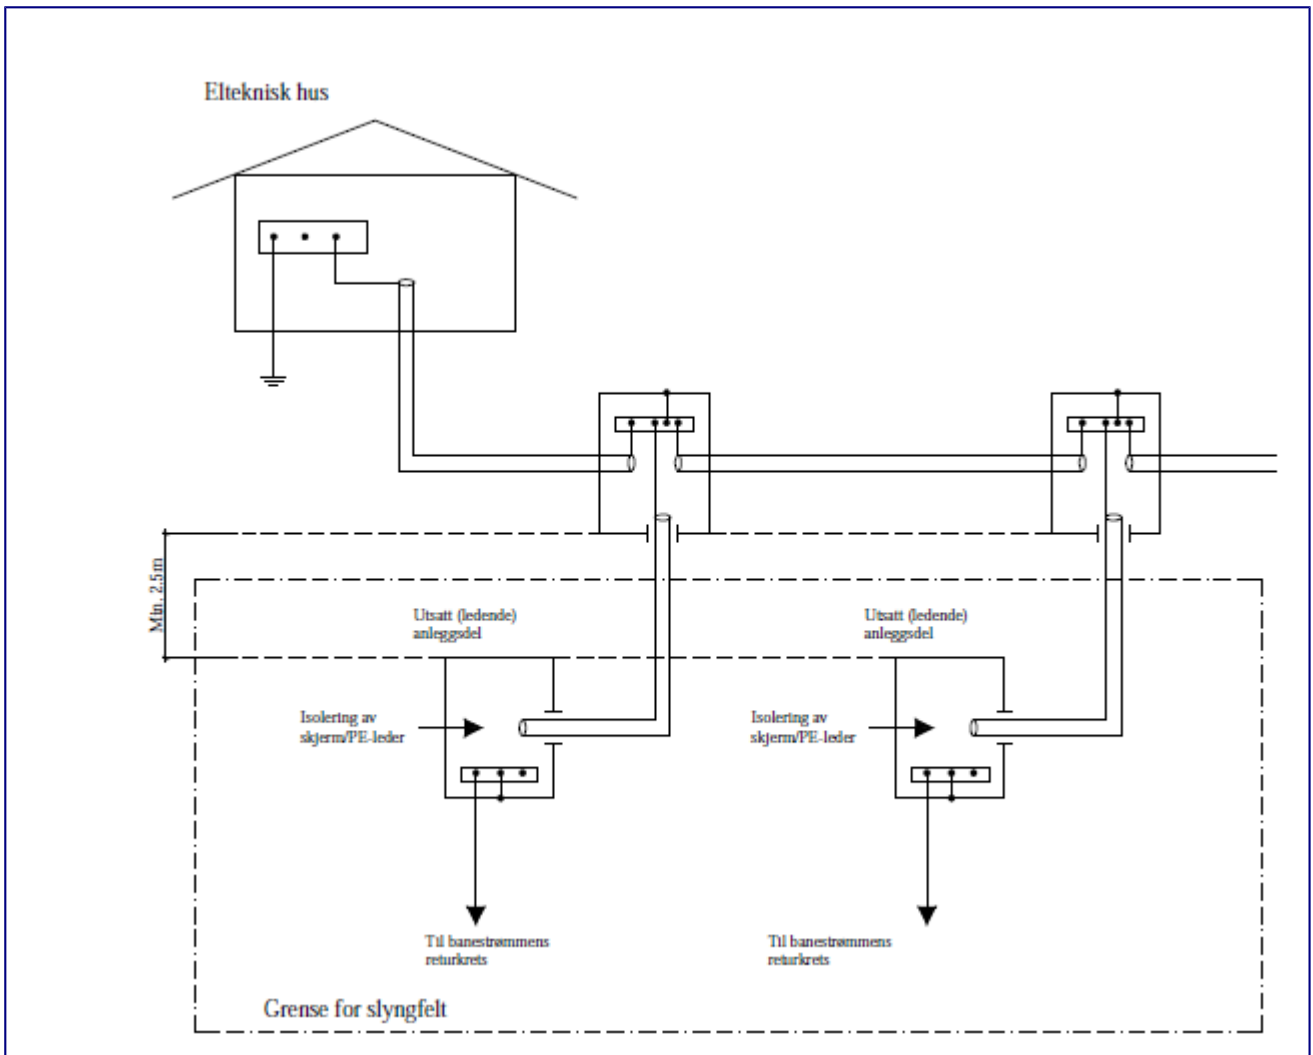 Elteknisk hus
Min. 2,5m
Utsatt (ledende)
anleggsdel
Utsatt (ledende)
anleggsdel
Isolering av
skjerm/PE-leder
Isolering av
skjerm/PE-leder
Til banestrømmens
returkrets
Til banestrømmens
returkrets
Grense for slyngfelt